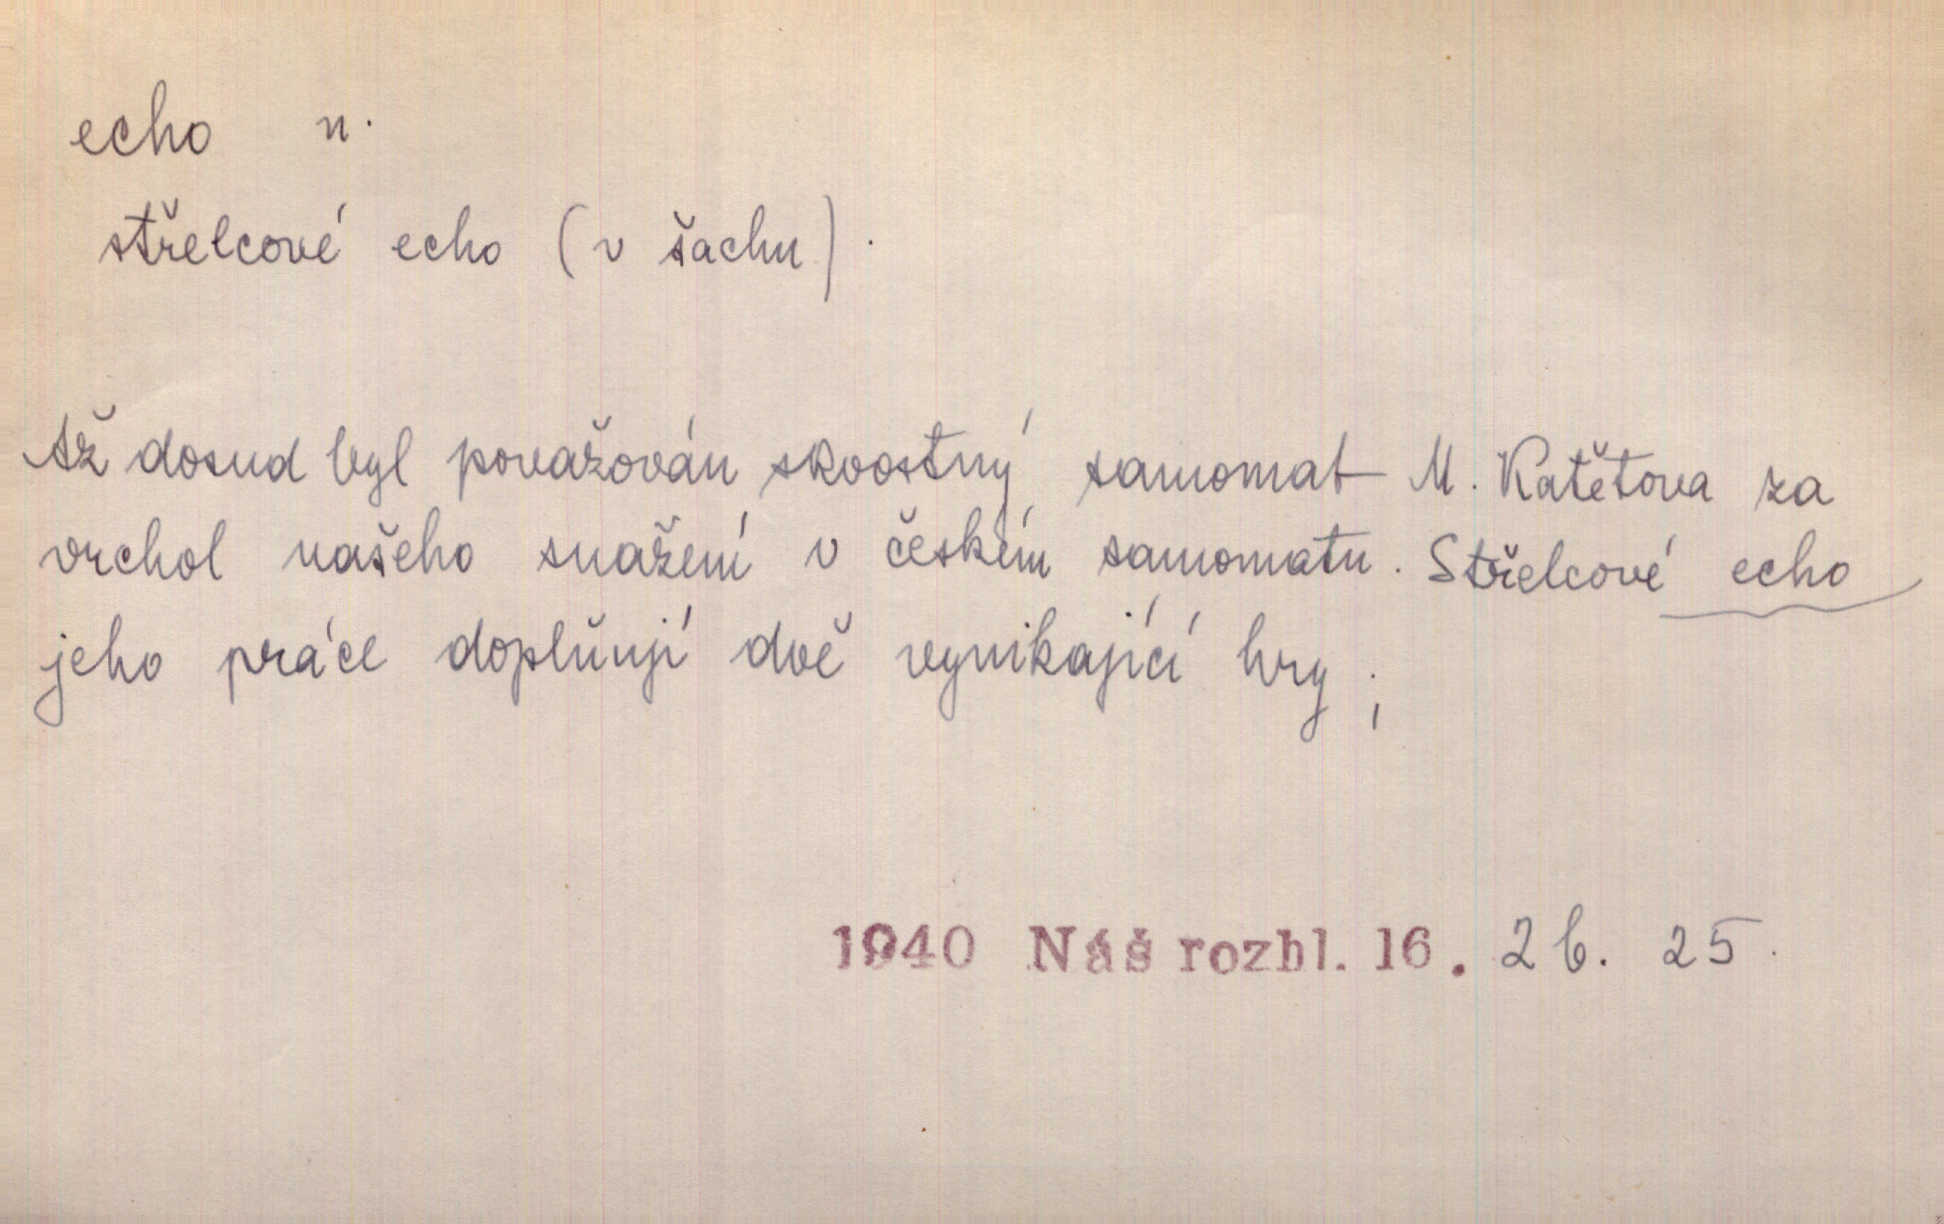 echo n.
střelcové echo (v šachu).
Až dosud byl považován skvostný samomat M. Katětova za
vrchol našeho snažení v českém samomatu. Střelcové echo
jeho práce doplňují dvě vynikající hry;
1940 Náš rozhl. 16. 2b. 25.